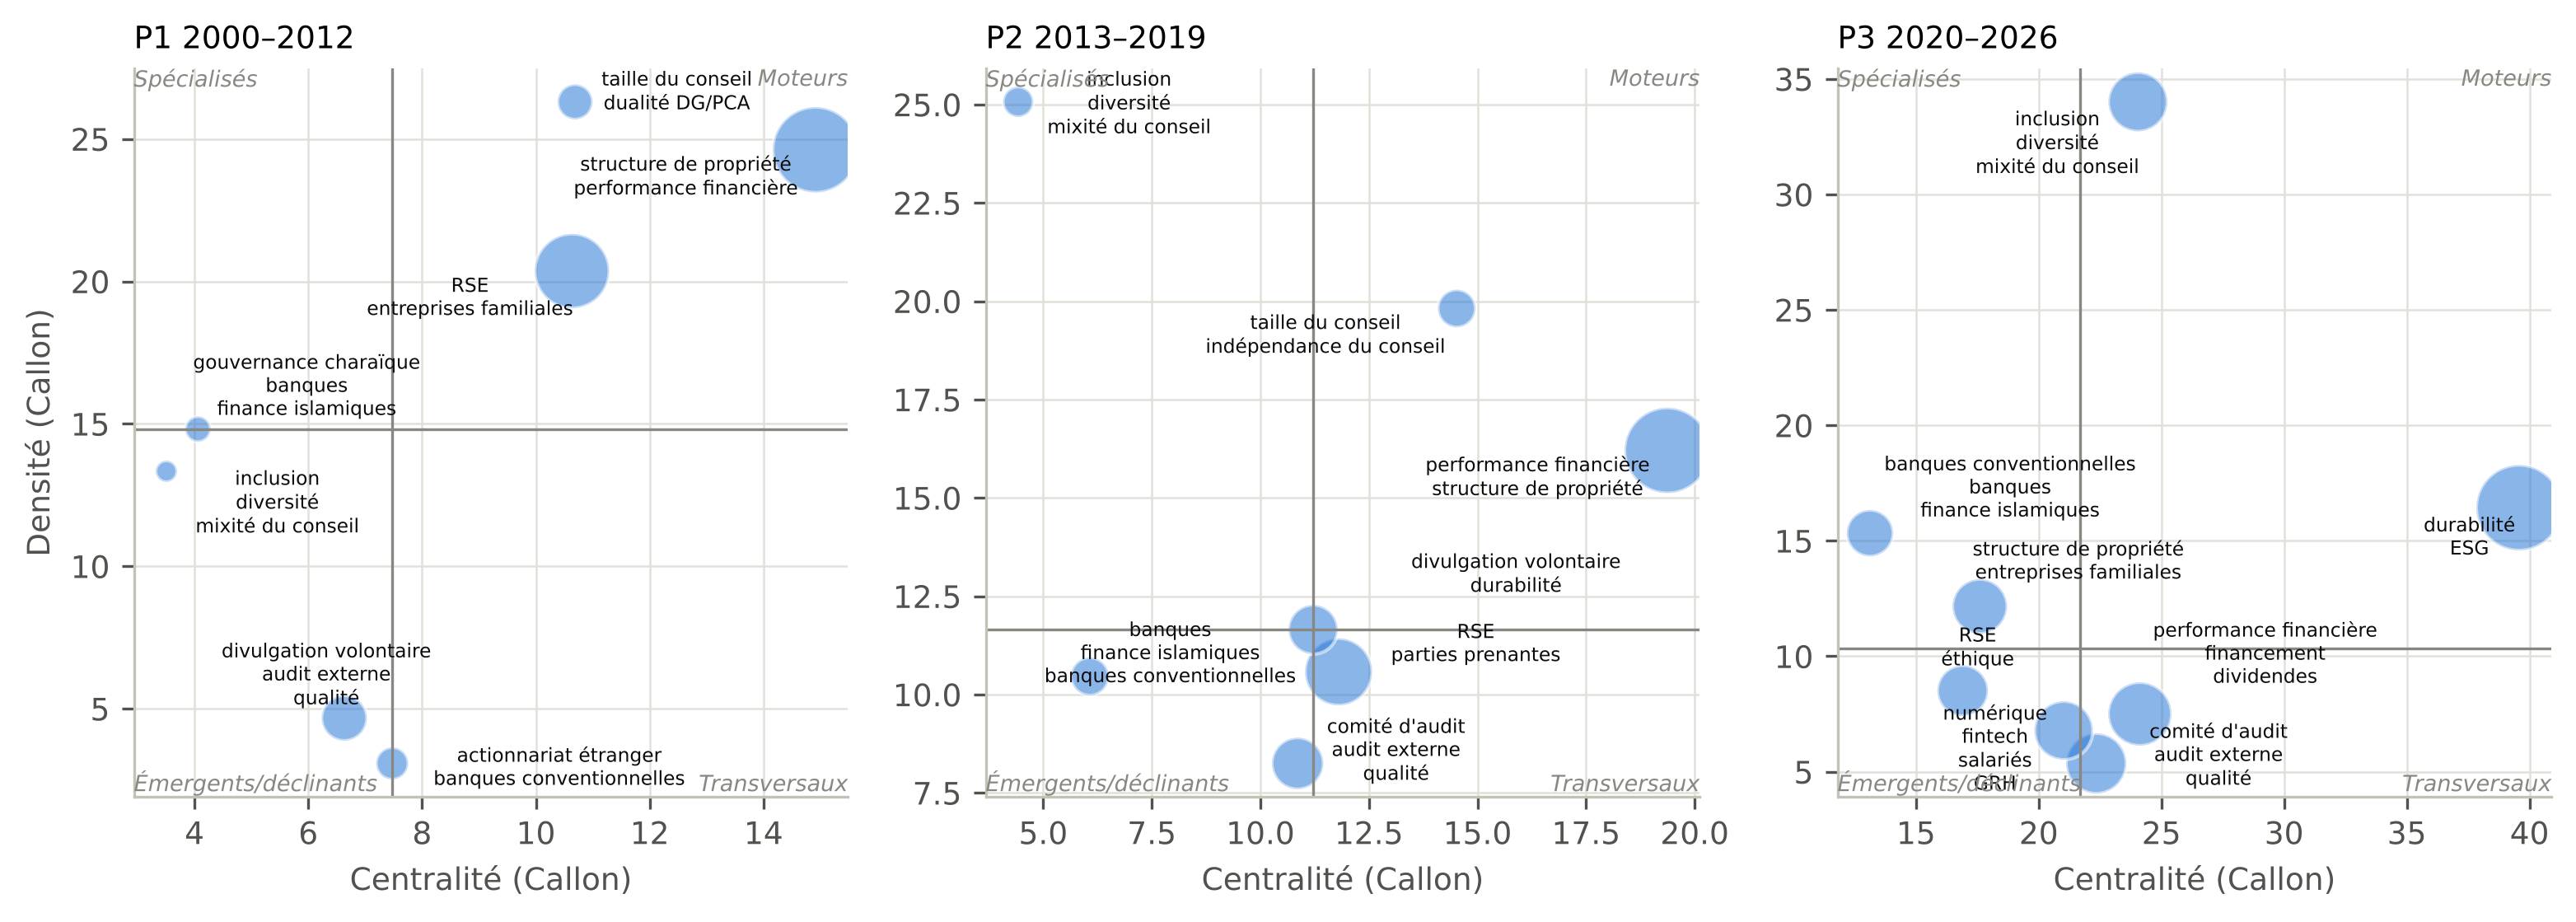 P1 2000–2012
Spécialisés
Moteurs
taille du conseil
dualité DG/PCA
structure de propriété
performance financière
RSE
entreprises familiales
gouvernance charaïque
banques
finance islamiques
inclusion
diversité
mixité du conseil
divulgation volontaire
audit externe
qualité
actionnariat étranger
banques conventionnelles
Émergents/déclinants
Transversaux
25
20
15
10
5
Densité (Callon)
4
6
8
10
12
14
Centralité (Callon)
P2 2013–2019
Spécialisés
Moteurs
inclusion
diversité
mixité du conseil
taille du conseil
indépendance du conseil
performance financière
structure de propriété
divulgation volontaire
durabilité
banques
finance islamiques
banques conventionnelles
RSE
parties prenantes
comité d'audit
audit externe
qualité
Émergents/déclinants
Transversaux
25.0
22.5
20.0
17.5
15.0
12.5
10.0
7.5
5.0
7.5
10.0
12.5
15.0
17.5
20.0
Centralité (Callon)
P3 2020–2026
Spécialisés
Moteurs
inclusion
diversité
mixité du conseil
banques conventionnelles
banques
finance islamiques
durabilité
ESG
structure de propriété
entreprises familiales
RSE
éthique
performance financière
financement
dividendes
numérique
fintech
salariés
GRH
comité d'audit
audit externe
qualité
Émergents/déclinants
Transversaux
35
30
25
20
15
10
5
15
20
25
30
35
40
Centralité (Callon)